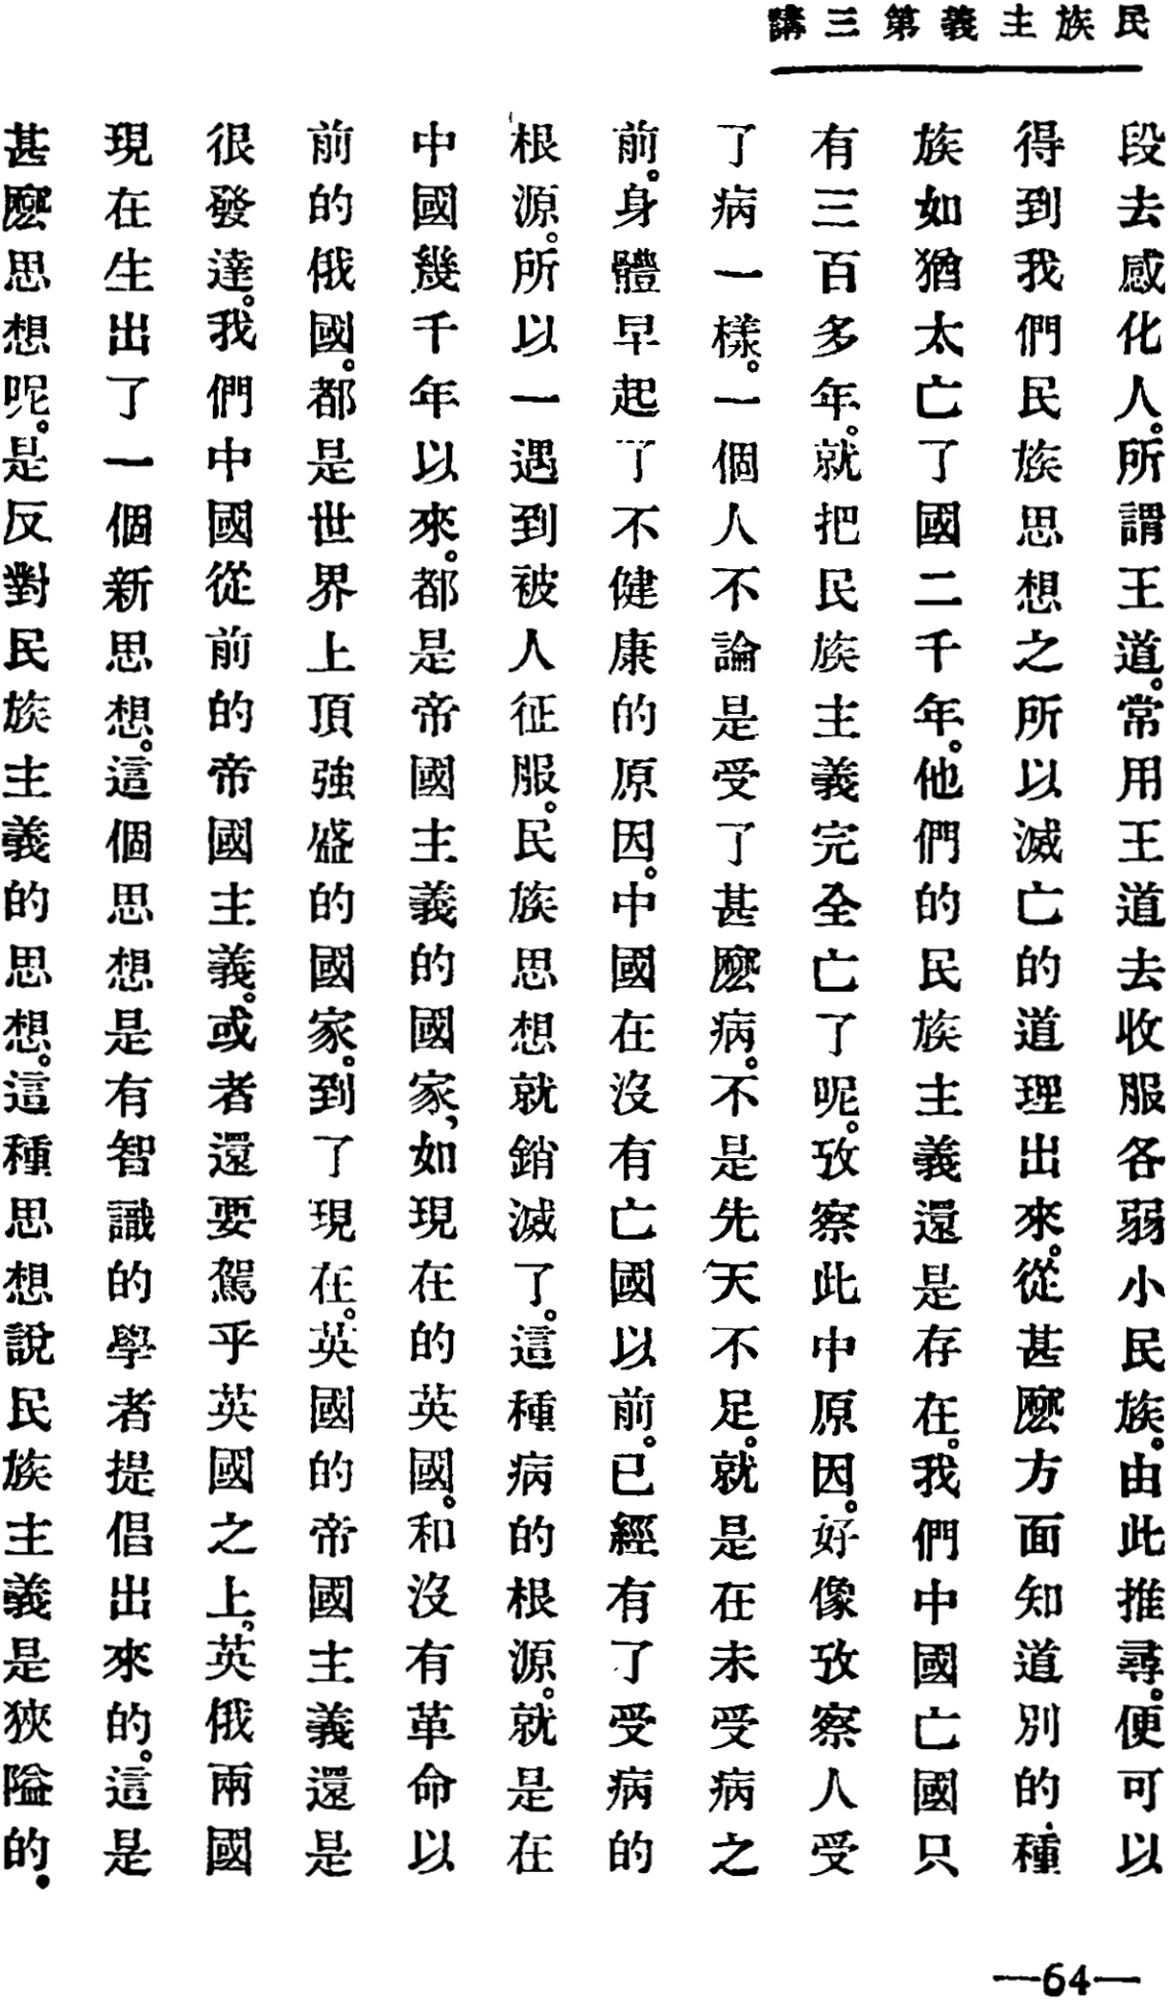 民族主義第三講
段去感化人。所謂王道。常用王道去收服各弱小民族。由此推尋。便可以
得到我們民族思想之所以滅亡的道理出來。從甚麼方面知道別的種
族如猶太亡了國二千年。他們的民族主義還是存在。我們中國亡國只
有三百多年。就把民族主義完全亡了呢。攷察此中原因。好像攷察人受
了病一樣。一個人不論是受了甚麼病。不是先天不足。就是在未受病之
前。身體早起了不健康的原因。中國在沒有亡國以前。已經有了受病的
根源。所以一遇到被人征服。民族思想就銷滅了。這種病的根源。就是在
中國幾千年以來。都是帝國主義的國家，如現在的英國。和沒有革命以
前的俄國。都是世界上頂強盛的國家。到了現在。英國的帝國主義還是
很發達。我們中國從前的帝國主義。或者還要駕乎英國之上，英俄兩國
現在生出了一個新思想。這個思想是有智識的學者提倡出來的。這是
甚麼思想呢。是反對民族主義的思想。這種思想說民族主義是狹隘的。
—64—